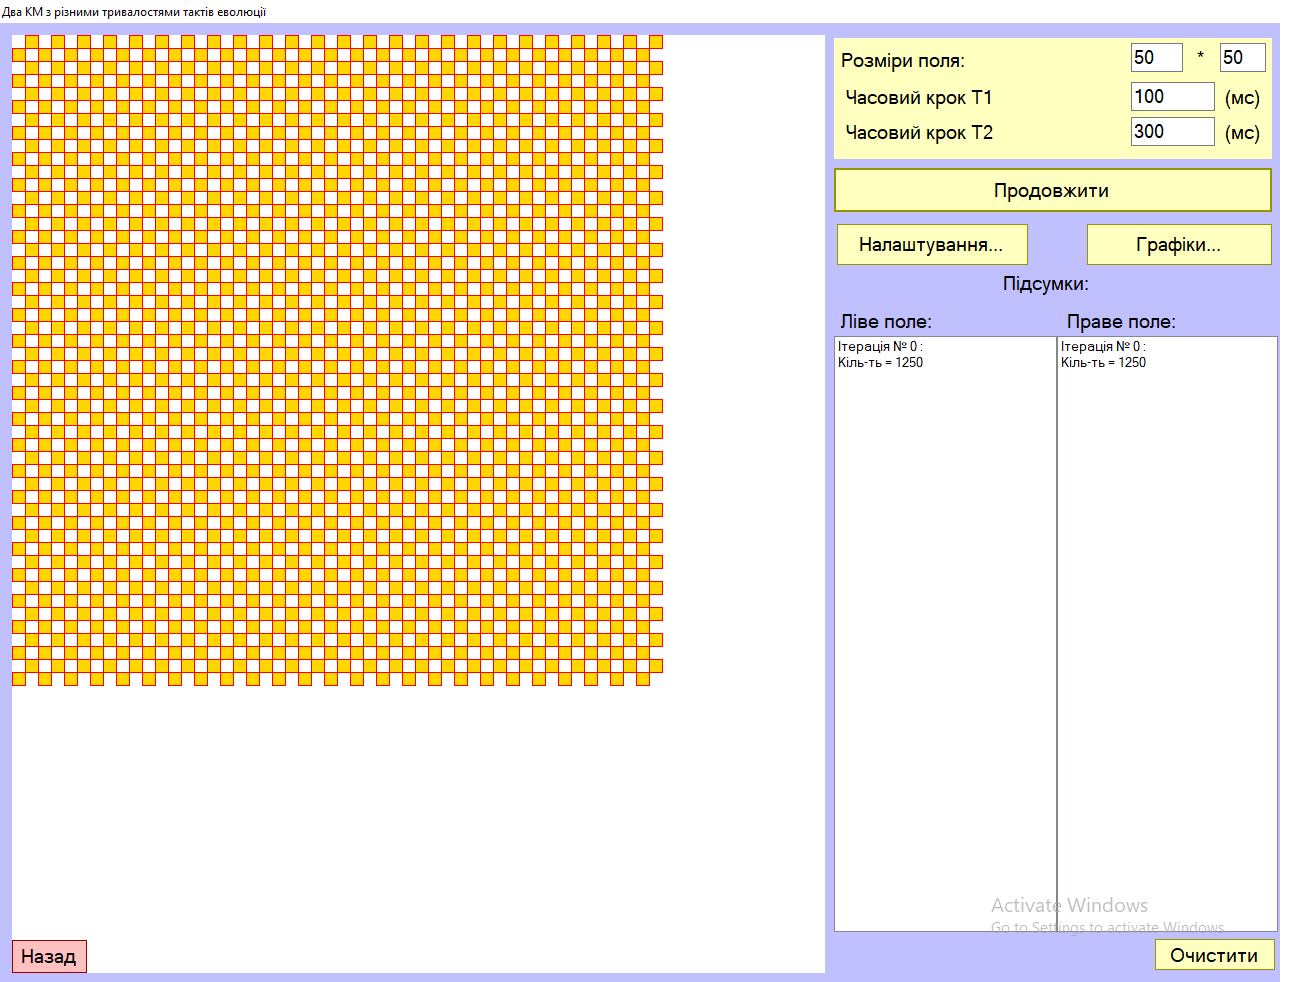 Два КМ з різними тривалостями тактів еволюції
Розміри поля: 50 * 50
Часовий крок Т1 100 (мс)
Часовий крок Т2 300 (мс)
Продовжити
Налаштування... Графіки...
Підсумки:
Ліве поле: Праве поле:
Ітерація № 0 : Ітерація № 0 :
Кіль-ть = 1250 Кіль-ть = 1250
Activate Windows
Go to Settings to activate Windows.
Назад Очистити